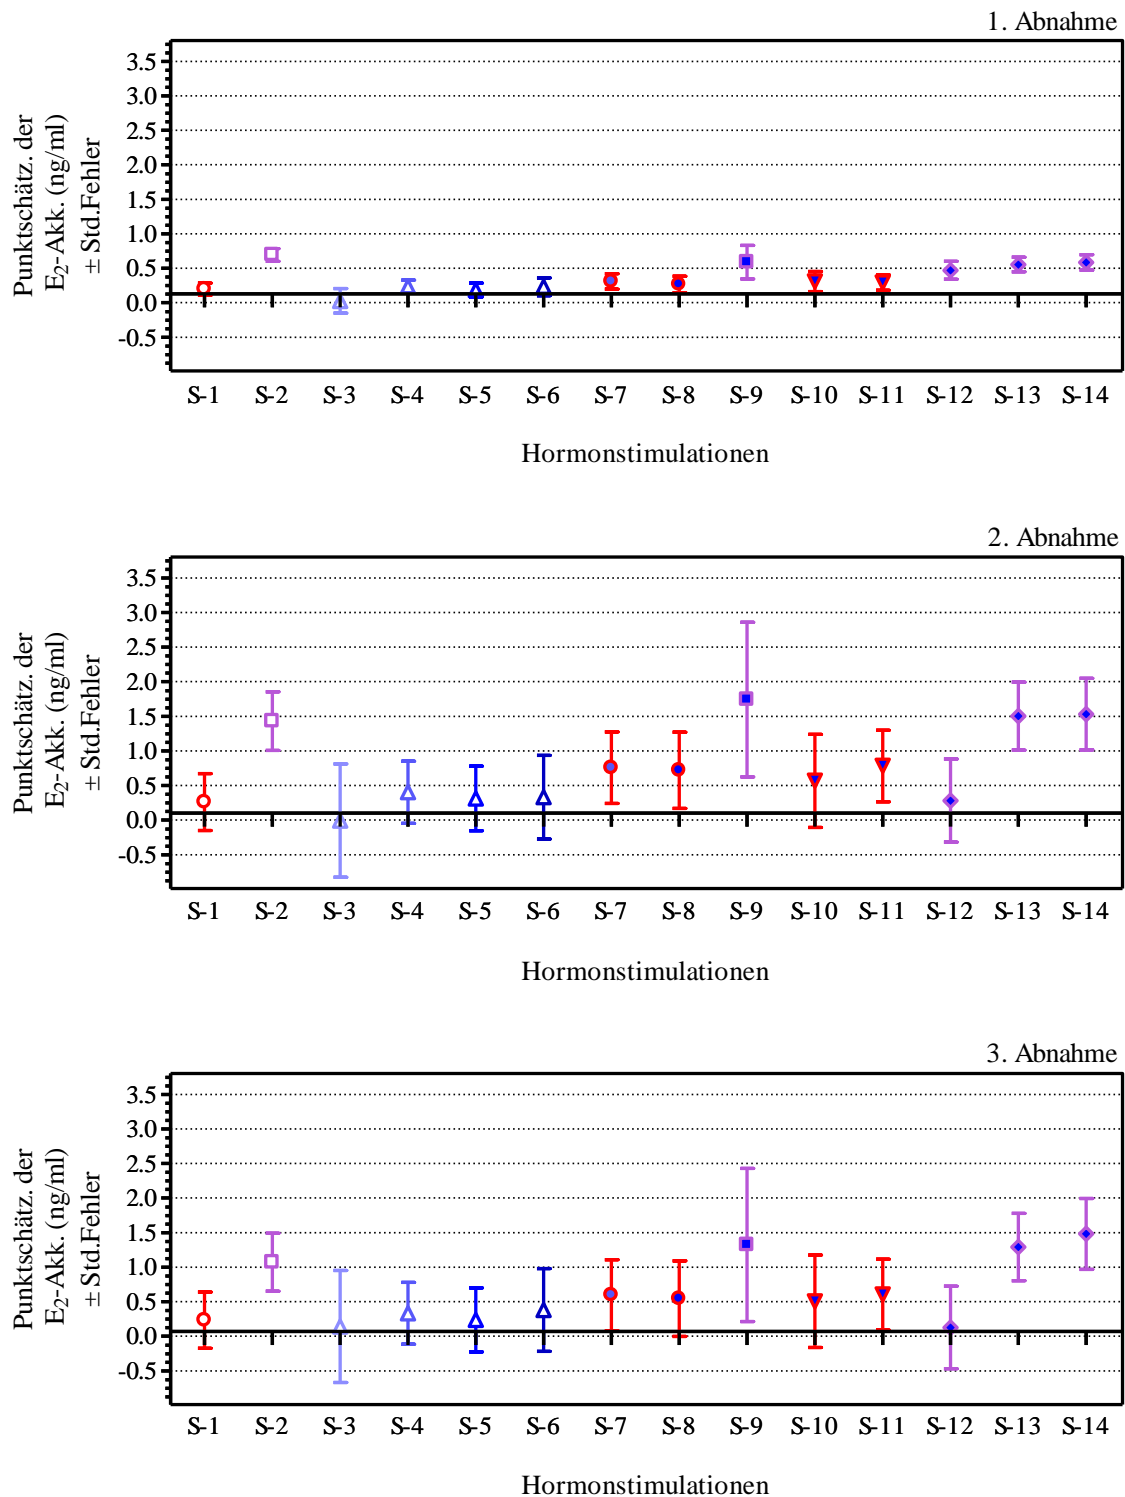 1. Abnahme
Punktschätz. der
E₂-Akk. (ng/ml)
± Std.Fehler
3.5
3.0
2.5
2.0
1.5
1.0
0.5
0.0
-0.5
S-1 S-2 S-3 S-4 S-5 S-6 S-7 S-8 S-9 S-10 S-11 S-12 S-13 S-14
Hormonstimulationen
2. Abnahme
Punktschätz. der
E₂-Akk. (ng/ml)
± Std.Fehler
3.5
3.0
2.5
2.0
1.5
1.0
0.5
0.0
-0.5
S-1 S-2 S-3 S-4 S-5 S-6 S-7 S-8 S-9 S-10 S-11 S-12 S-13 S-14
Hormonstimulationen
3. Abnahme
Punktschätz. der
E₂-Akk. (ng/ml)
± Std.Fehler
3.5
3.0
2.5
2.0
1.5
1.0
0.5
0.0
-0.5
S-1 S-2 S-3 S-4 S-5 S-6 S-7 S-8 S-9 S-10 S-11 S-12 S-13 S-14
Hormonstimulationen